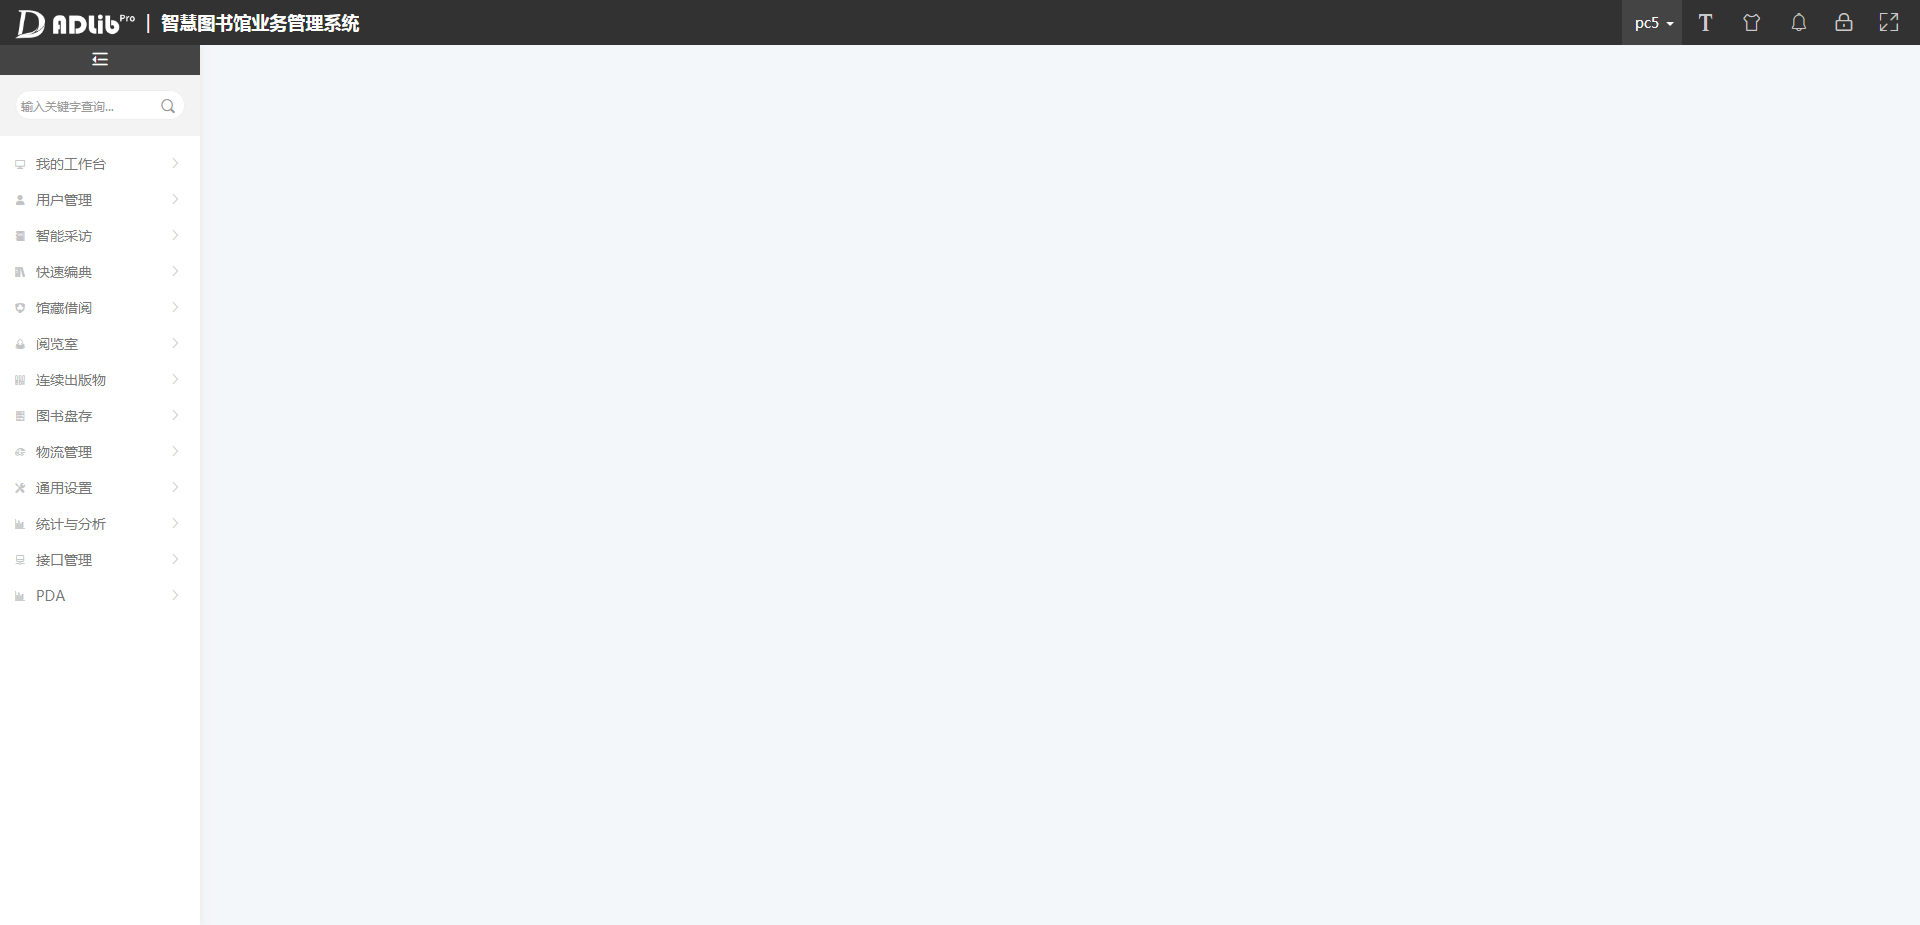 ADLib Pro | 智慧图书馆业务管理系统
pc5
输入关键字查询...
我的工作台
用户管理
智能采访
快速编典
馆藏借阅
阅览室
连续出版物
图书盘存
物流管理
通用设置
统计与分析
接口管理
PDA